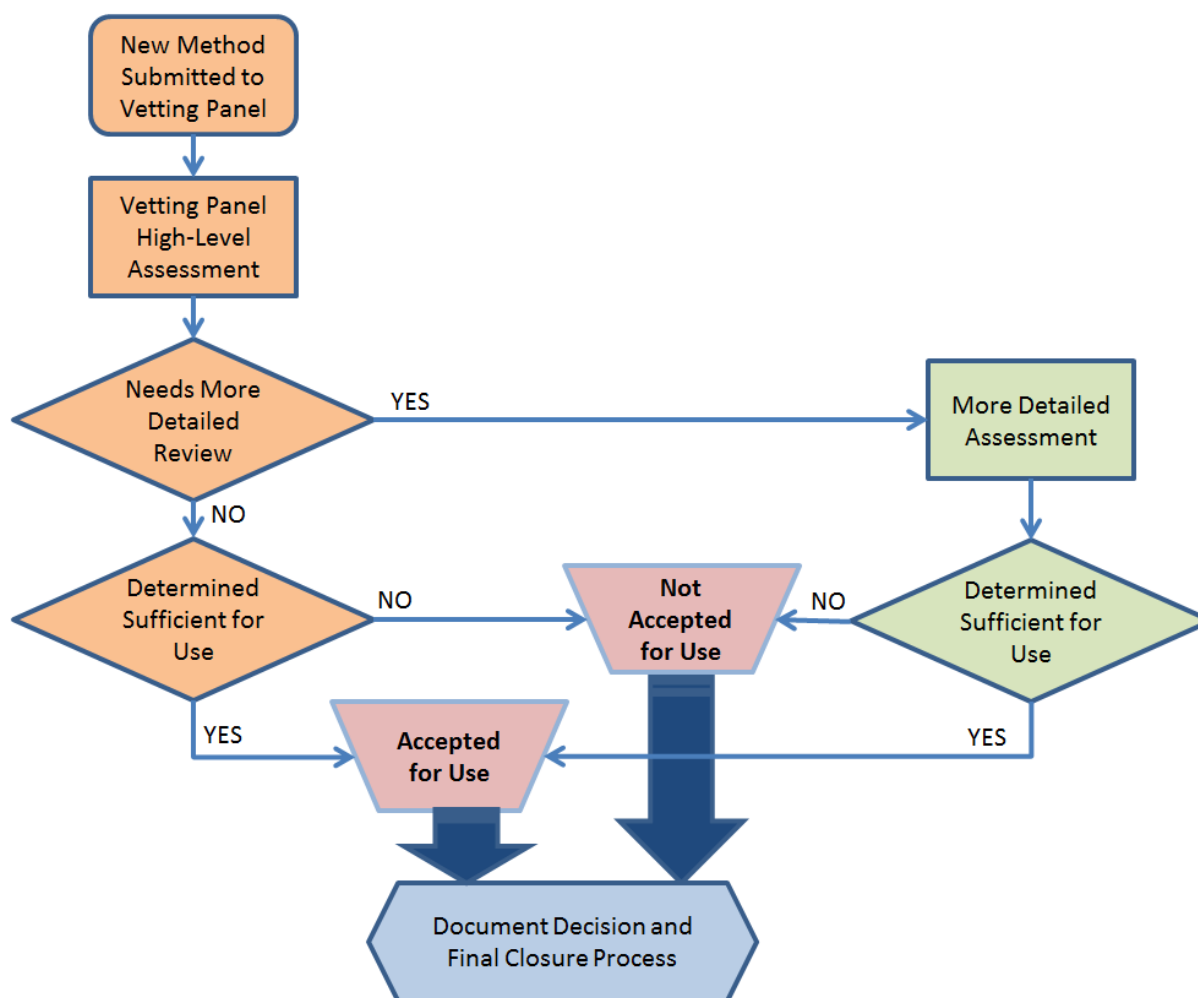 New Method
Submitted to
Vetting Panel
Vetting Panel
High-Level
Assessment
Needs More
Detailed
Review
YES
More Detailed
Assessment
NO
Determined
Sufficient for
Use
NO
Not
Accepted
for Use
NO
Determined
Sufficient for
Use
YES
Accepted
for Use
YES
Document Decision and
Final Closure Process